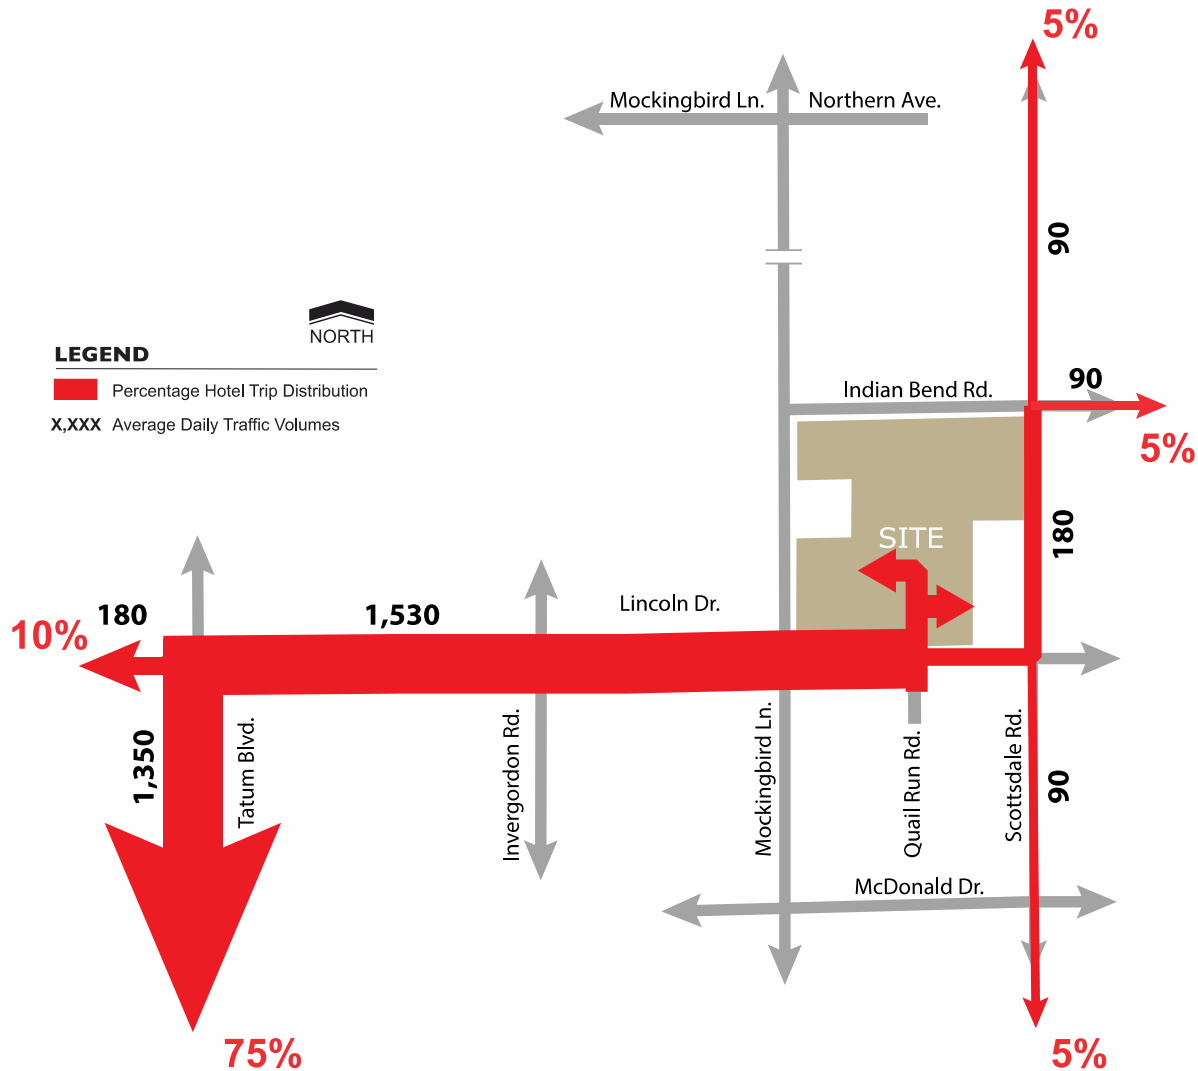 5%
Mockingbird Ln.
Northern Ave.
90
NORTH
LEGEND
Percentage Hotel Trip Distribution
X,XXX Average Daily Traffic Volumes
Indian Bend Rd.
90
5%
180
SITE
Lincoln Dr.
180
1,530
10%
1,350
Tatum Blvd.
Invergordon Rd.
Mockingbird Ln.
Quail Run Rd.
Scottsdale Rd.
90
McDonald Dr.
75%
5%